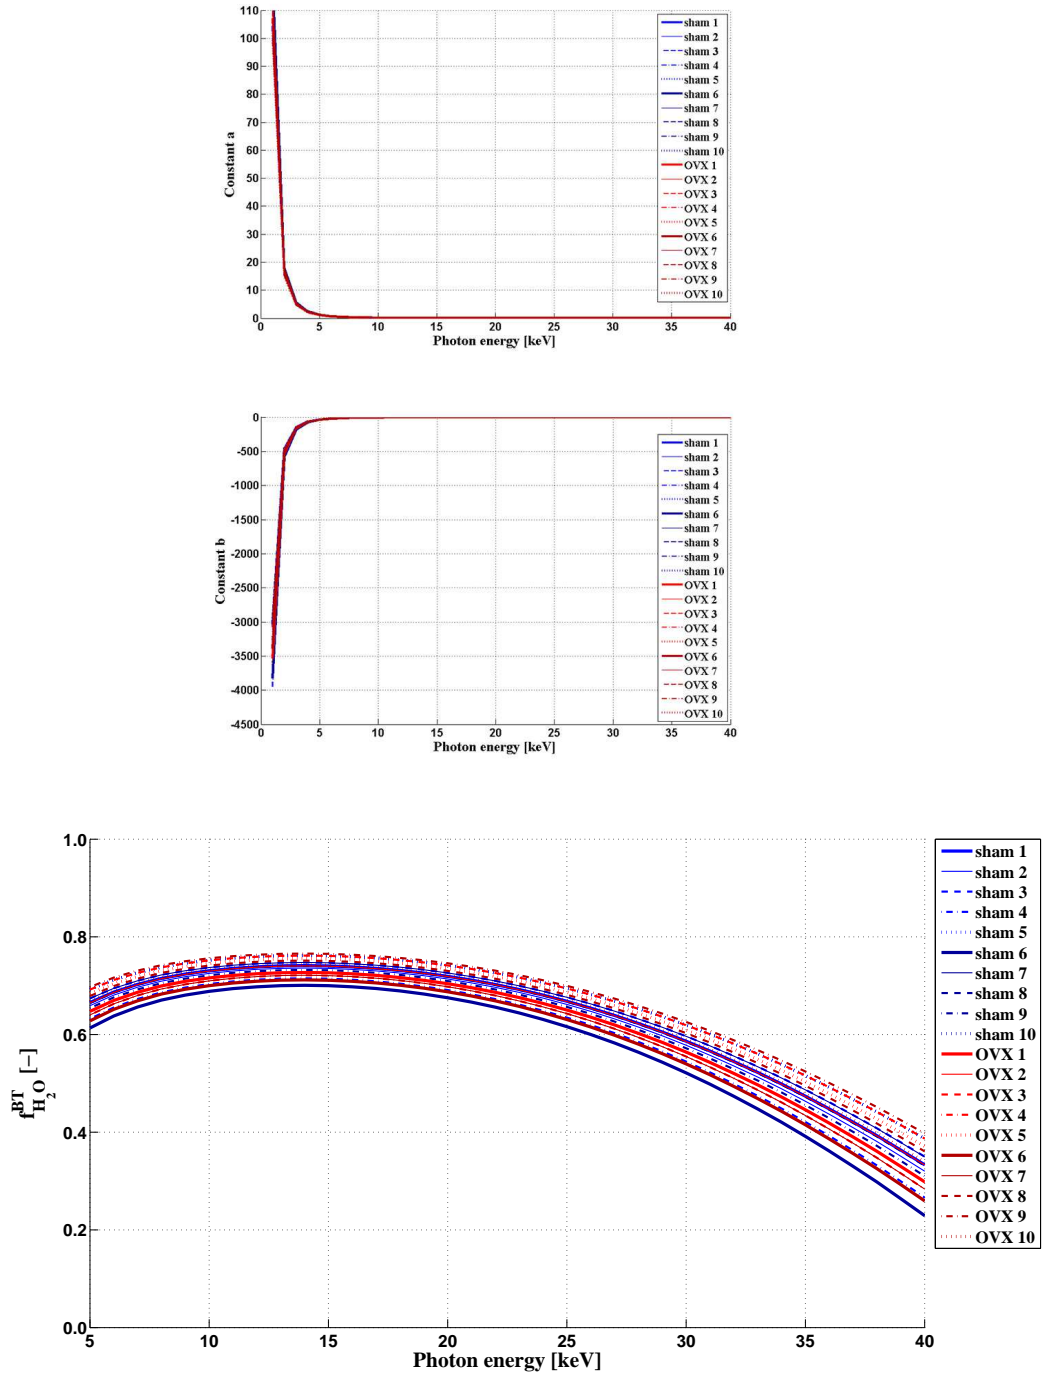 110
100
90
80
70
60
50
40
30
20
10
0
Constant a
0 5 10 15 20 25 30 35 40
Photon energy [keV]
sham 1
sham 2
sham 3
sham 4
sham 5
sham 6
sham 7
sham 8
sham 9
sham 10
OVX 1
OVX 2
OVX 3
OVX 4
OVX 5
OVX 6
OVX 7
OVX 8
OVX 9
OVX 10
0
-500
-1000
-1500
-2000
-2500
-3000
-3500
-4000
-4500
Constant b
0 5 10 15 20 25 30 35 40
Photon energy [keV]
sham 1
sham 2
sham 3
sham 4
sham 5
sham 6
sham 7
sham 8
sham 9
sham 10
OVX 1
OVX 2
OVX 3
OVX 4
OVX 5
OVX 6
OVX 7
OVX 8
OVX 9
OVX 10
1.0
0.8
0.6
0.4
0.2
0.0
f BT H2O [−]
5 10 15 20 25 30 35 40
Photon energy [keV]
sham 1
sham 2
sham 3
sham 4
sham 5
sham 6
sham 7
sham 8
sham 9
sham 10
OVX 1
OVX 2
OVX 3
OVX 4
OVX 5
OVX 6
OVX 7
OVX 8
OVX 9
OVX 10